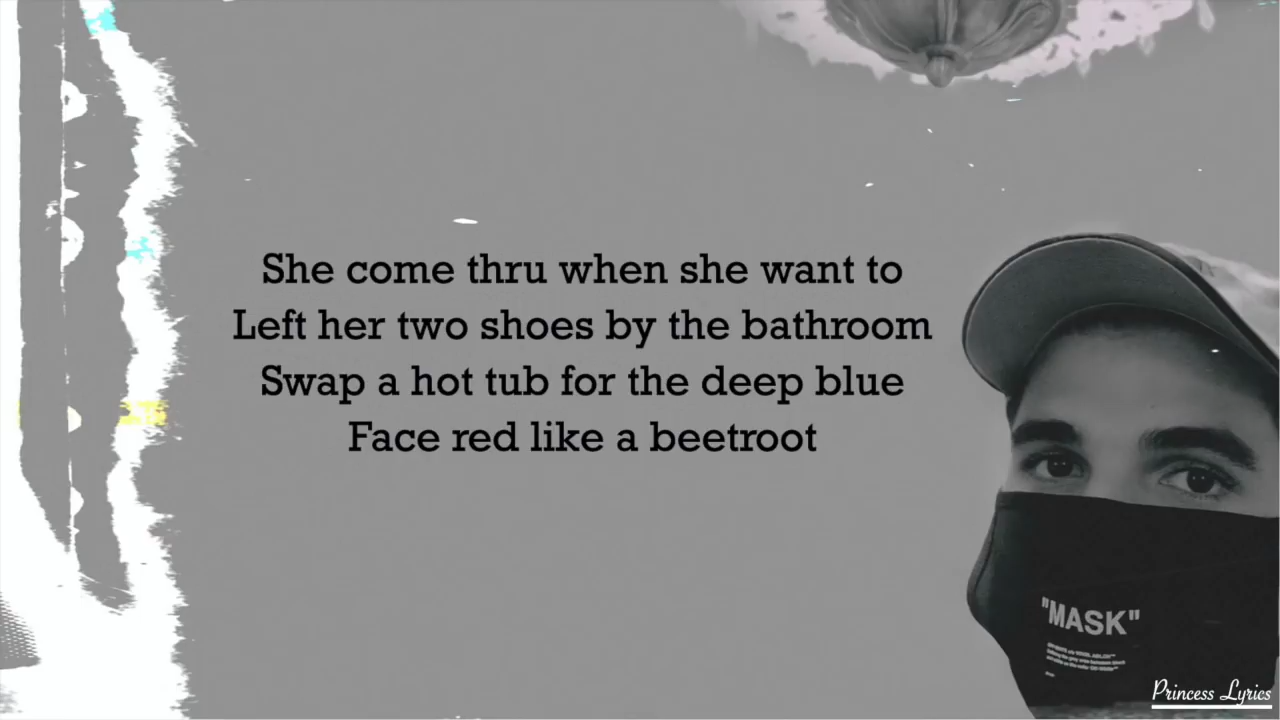 She come thru when she want to
Left her two shoes by the bathroom
Swap a hot tub for the deep blue
Face red like a beetroot
"MASK"
Princess Lyrics